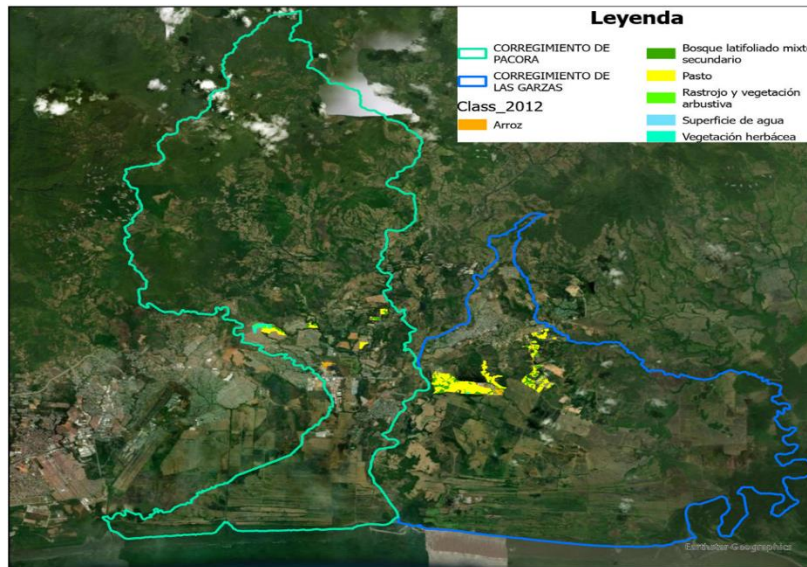 Leyenda
CORREGIMIENTO DE
PACORA
CORREGIMIENTO DE
LAS GARZAS
Class_2012
Arroz
Bosque latifoliado mixt
secundario
Pasto
Rastrojo y vegetación
arbustiva
Superficie de agua
Vegetación herbácea
Earthstar Geographics